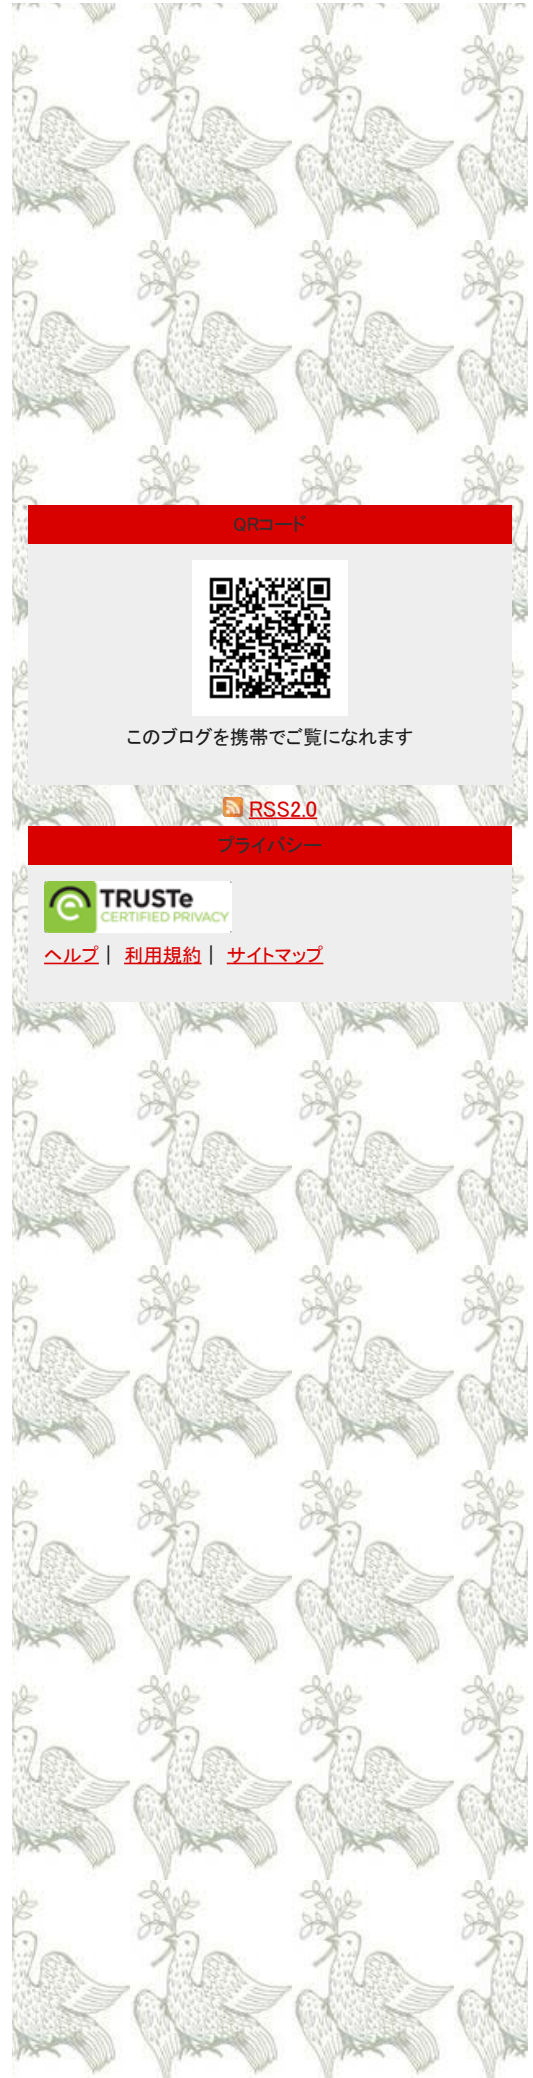 QRコード
このブログを携帯でご覧になれます
RSS2.0
プライバシー
TRUSTe
CERTIFIED PRIVACY
ヘルプ | 利用規約 | サイトマップ